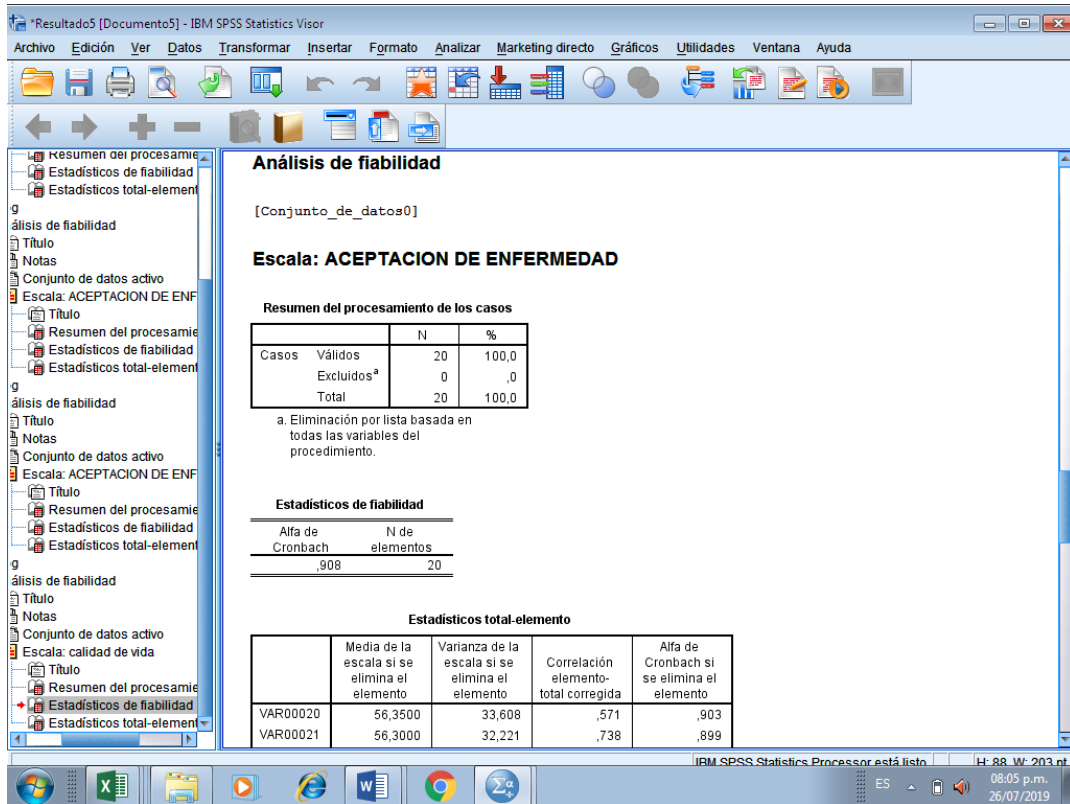 *Resultado5 [Documento5] - IBM SPSS Statistics Visor
Archivo Edición Ver Datos Transformar Insertar Formato Analizar Marketing directo Gráficos Utilidades Ventana Ayuda
Resumen del procesamie
Estadísticos de fiabilidad
Estadísticos total-element
g
álisis de fiabilidad
Título
Notas
Conjunto de datos activo
Escala: ACEPTACION DE ENF
Título
Resumen del procesamie
Estadísticos de fiabilidad
Estadísticos total-element
g
álisis de fiabilidad
Título
Notas
Conjunto de datos activo
Escala: ACEPTACION DE ENF
Título
Resumen del procesamie
Estadísticos de fiabilidad
Estadísticos total-element
g
álisis de fiabilidad
Título
Notas
Conjunto de datos activo
Escala: calidad de vida
Título
Resumen del procesamie
Estadísticos de fiabilidad
Estadísticos total-element
Análisis de fiabilidad
[Conjunto_de_datos0]
Escala: ACEPTACION DE ENFERMEDAD
Resumen del procesamiento de los casos
N %
Casos Válidos 20 100,0
Excluidosª 0 ,0
Total 20 100,0
a. Eliminación por lista basada en
todas las variables del
procedimiento.
Estadísticos de fiabilidad
Alfa de N de
Cronbach elementos
,908 20
Estadísticos total-elemento
Media de la Varianza de la Alfa de
escala si se escala si se Correlación Cronbach si
elimina el elimina el elemento- se elimina el
elemento elemento total corregida elemento
VAR00020 56,3500 33,608 ,571 ,903
VAR00021 56,3000 32,221 ,738 ,899
IBM SPSS Statistics Processor está listo H: 88, W: 203 pt
ES 08:05 p.m.
26/07/2019